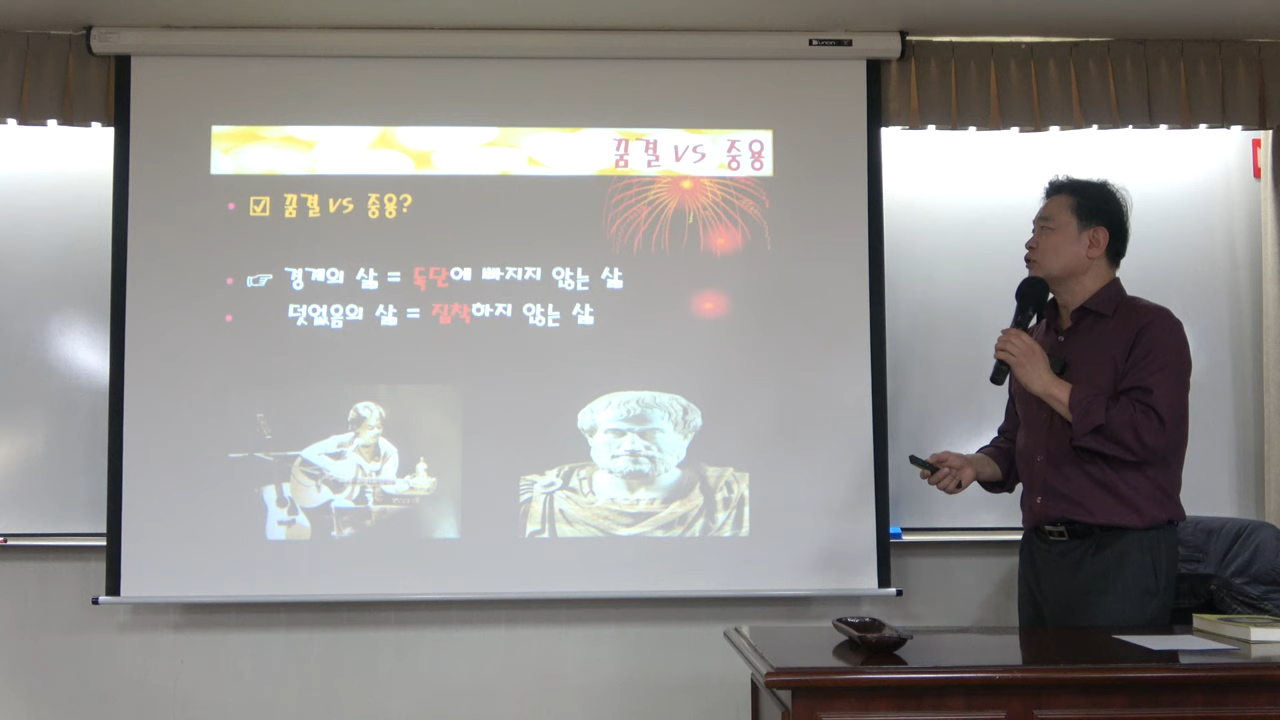 꿈결 vs 중용
☑ 꿈결 vs 중용?
☞ 경계의 삶 = 독단에 빠지지 않는 삶
덧없음의 삶 = 집착하지 않는 삶